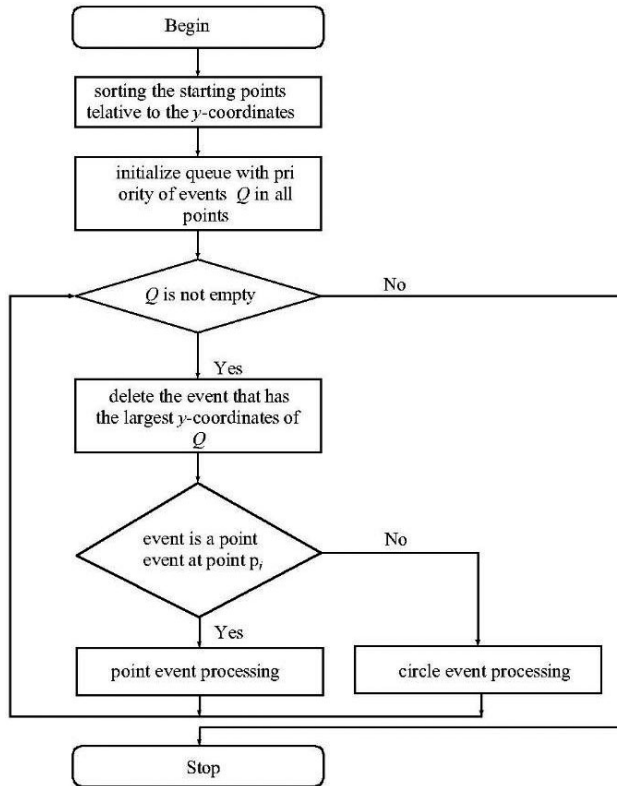 Begin
sorting the starting points
telative to the y-coordinates
initialize queue with pri
ority of events Q in all
points
Q is not empty
No
Yes
delete the event that has
the largest y-coordinates of
Q
event is a point
event at point pᵢ
No
Yes
point event processing
circle event processing
Stop